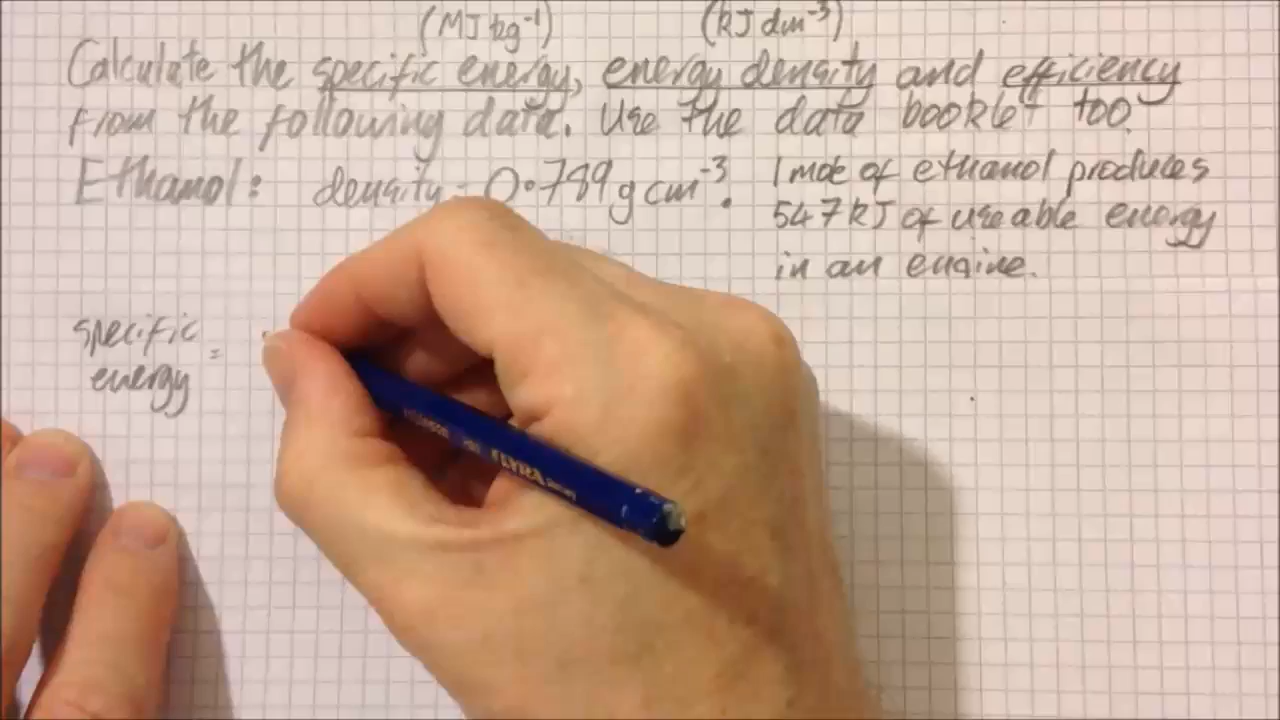 (MJ kg⁻¹) (kJ dm⁻³)
Calculate the specific energy, energy density and efficiency
from the following data. Use the data booklet too.
Ethanol: density = 0.789 g cm⁻³. 1 mole of ethanol produces
547 kJ of useable energy
in an engine.
specific
energy =
LYRA